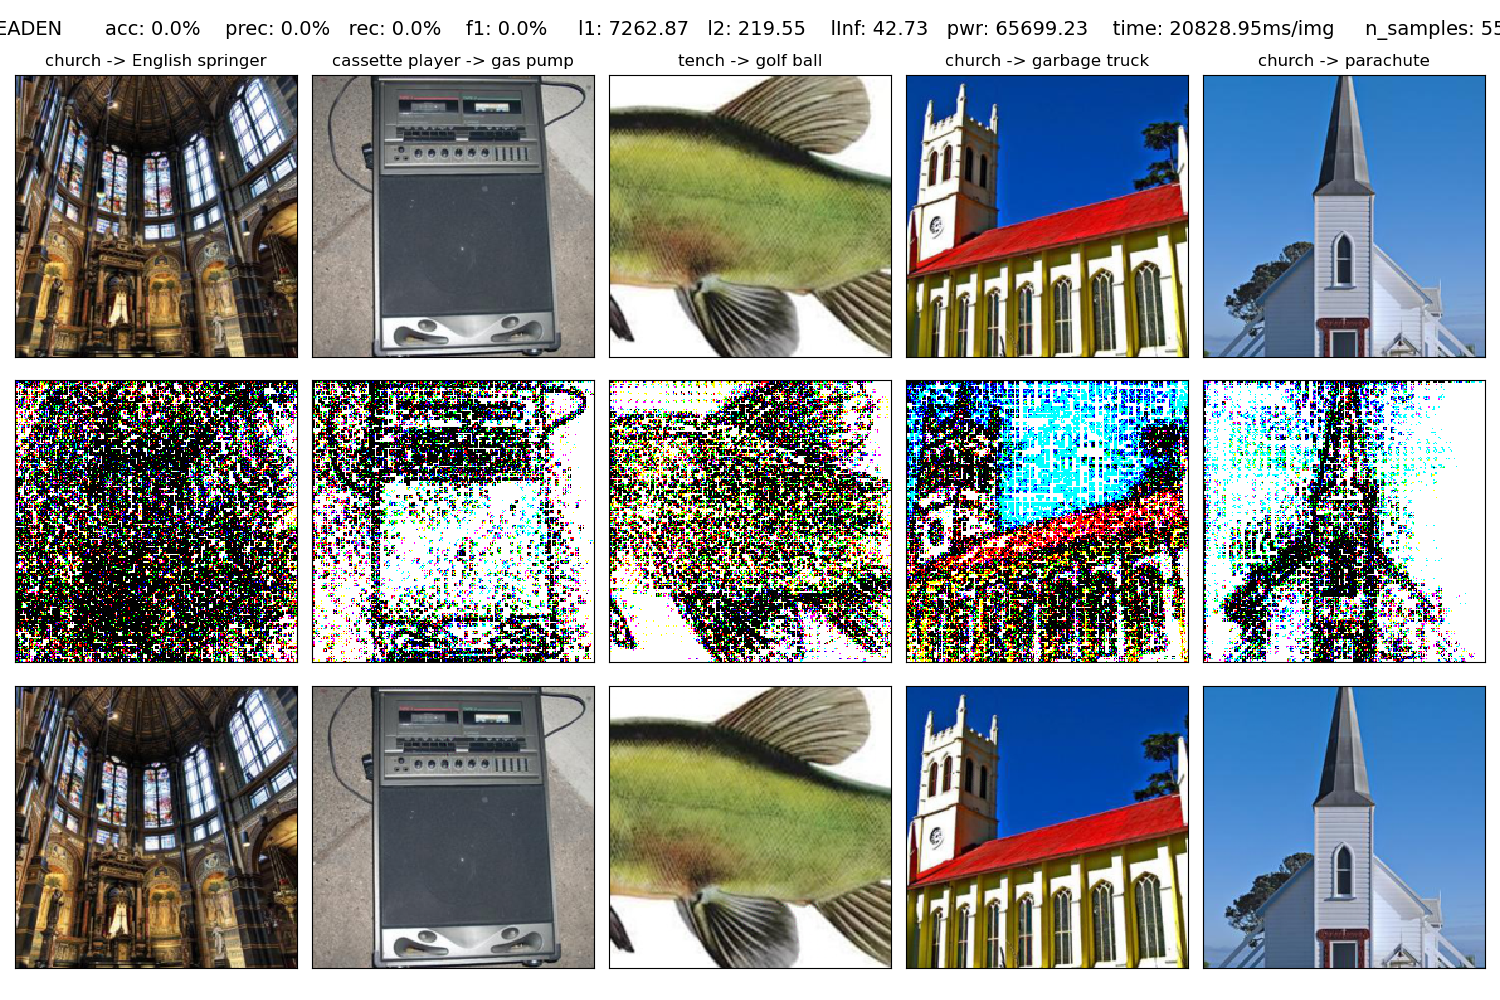 EADEN acc: 0.0% prec: 0.0% rec: 0.0% f1: 0.0% l1: 7262.87 l2: 219.55 lInf: 42.73 pwr: 65699.23 time: 20828.95ms/img n_samples: 55
church -> English springer
cassette player -> gas pump
tench -> golf ball
church -> garbage truck
church -> parachute